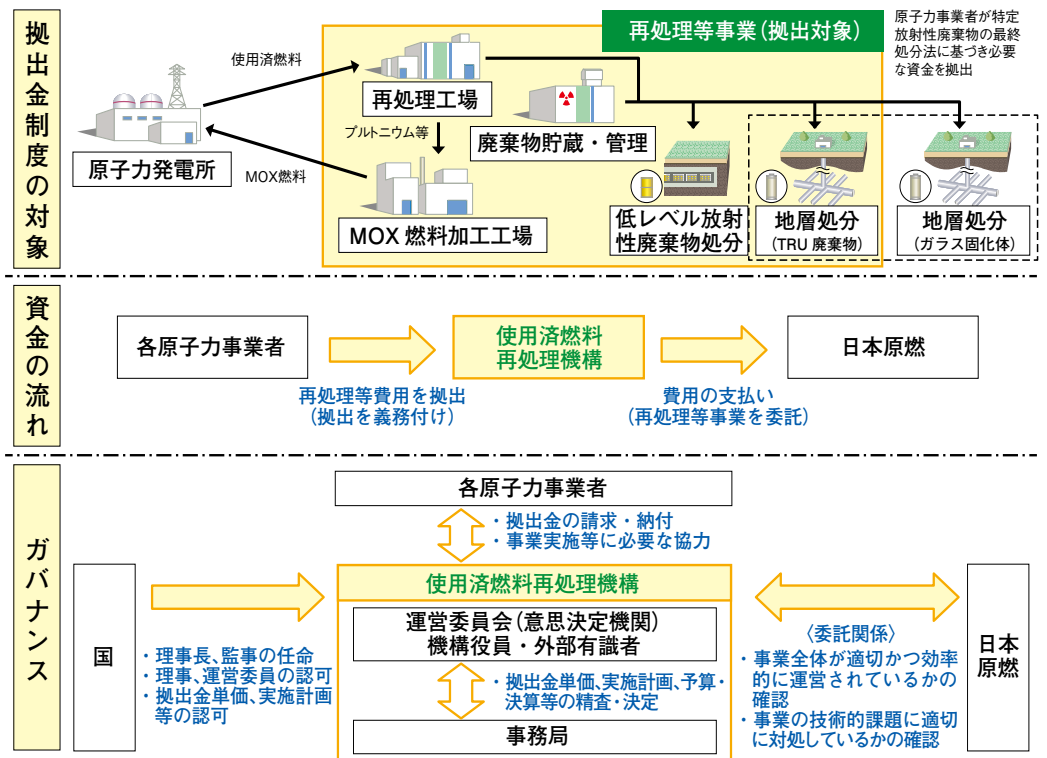 拠出金制度の対象
再処理等事業(拠出対象)
原子力事業者が特定
放射性廃棄物の最終
処分法に基づき必要
な資金を拠出
使用済燃料
再処理工場
プルトニウム等
廃棄物貯蔵・管理
原子力発電所
MOX燃料
MOX 燃料加工工場
低レベル放射
性廃棄物処分
地層処分
(TRU 廃棄物)
地層処分
(ガラス固化体)
資金の流れ
各原子力事業者
使用済燃料
再処理機構
日本原燃
再処理等費用を拠出
(拠出を義務付け)
費用の支払い
(再処理等事業を委託)
ガバナンス
各原子力事業者
・拠出金の請求・納付
・事業実施等に必要な協力
国
・理事長、監事の任命
・理事、運営委員の認可
・拠出金単価、実施計画
等の認可
使用済燃料再処理機構
運営委員会(意思決定機関)
機構役員・外部有識者
・拠出金単価、実施計画、予算・
決算等の精査・決定
事務局
〈委託関係〉
・事業全体が適切かつ効率
的に運営されているかの
確認
・事業の技術的課題に適切
に対処しているかの確認
日本
原燃